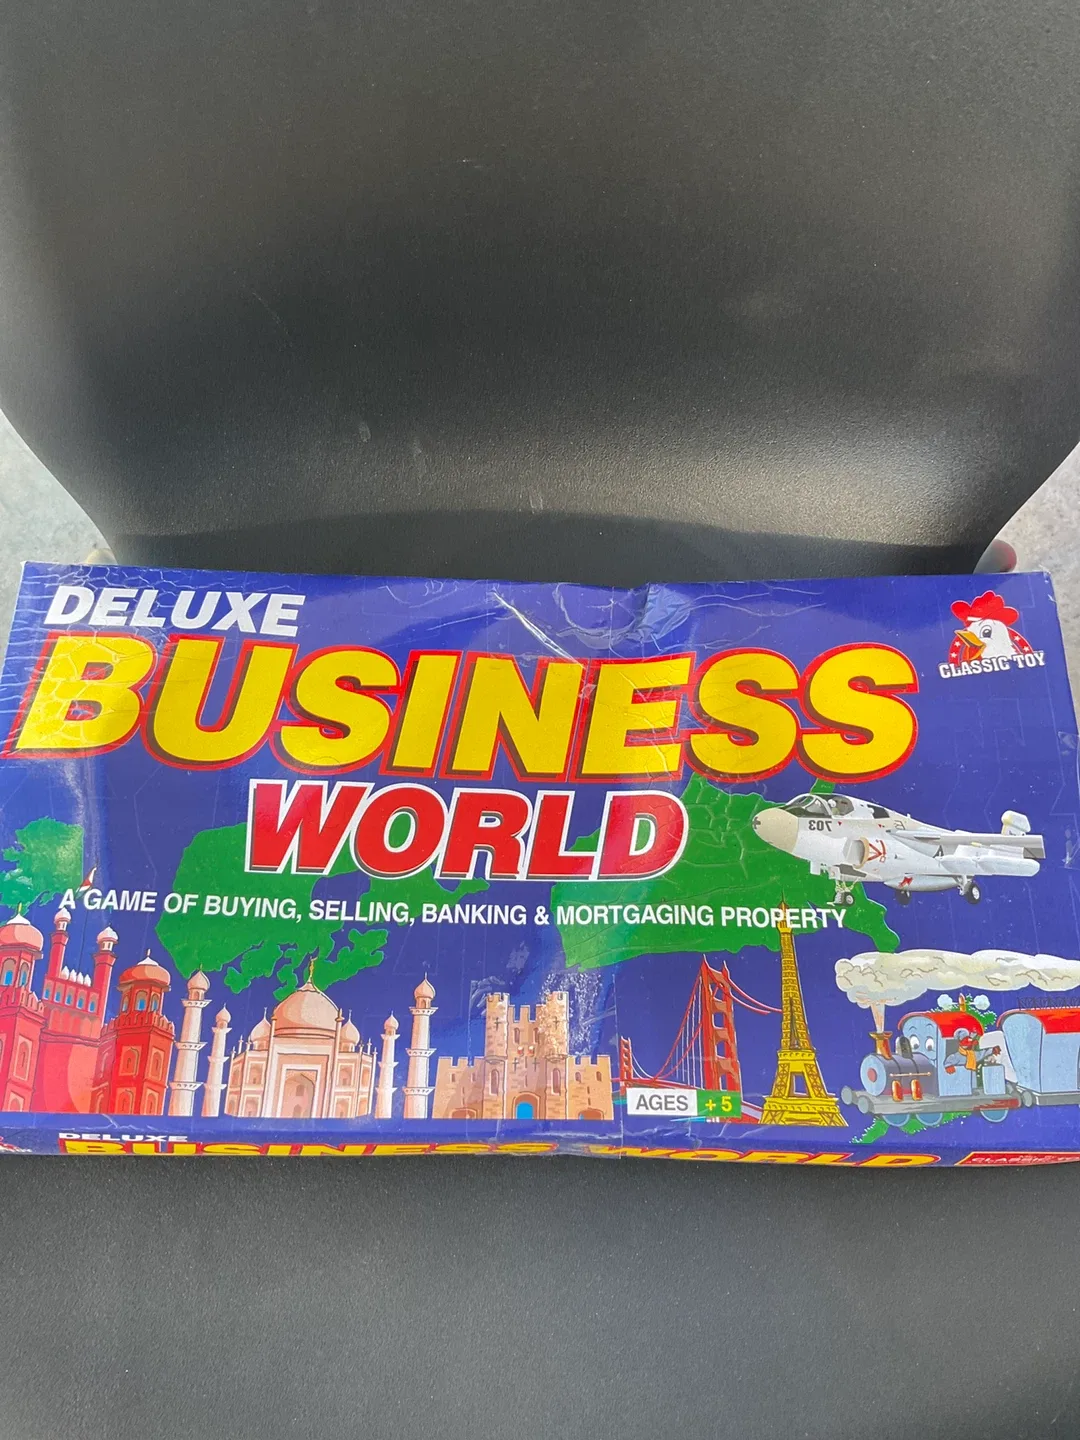 DELUXE
BUSINESS
WORLD
CLASSIC TOY
703
A GAME OF BUYING, SELLING, BANKING & MORTGAGING PROPERTY
AGES +5
DELUXE
BUSINESS WORLD